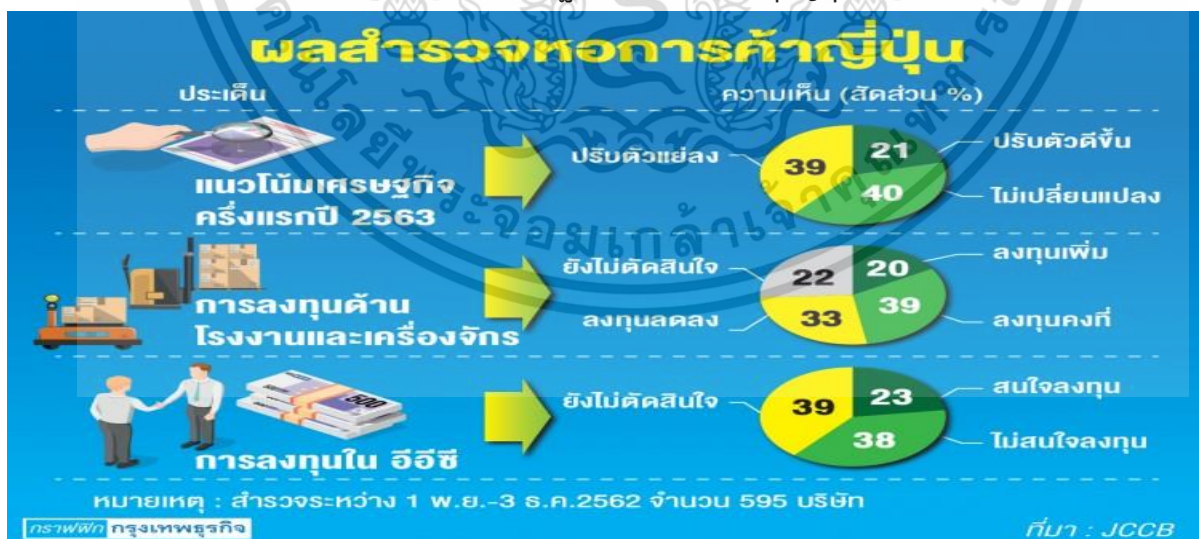 ผลสำรวจหอการค้าญี่ปุ่น
ประเด็น
ความเห็น (สัดส่วน %)
แนวโน้มเศรษฐกิจ
ครึ่งแรกปี 2563
ปรับตัวแย่ลง
39
21
40
ปรับตัวดีขึ้น
ไม่เปลี่ยนแปลง
การลงทุนด้าน
โรงงานและเครื่องจักร
ยังไม่ตัดสินใจ
ลงทุนลดลง
22
20
33
39
ลงทุนเพิ่ม
ลงทุนคงที่
500
การลงทุนใน อีอีซี
ยังไม่ตัดสินใจ
39
23
38
สนใจลงทุน
ไม่สนใจลงทุน
หมายเหตุ : สำรวจระหว่าง 1 พ.ย.-3 ธ.ค.2562 จำนวน 595 บริษัท
กราฟฟิก กรุงเทพธุรกิจ
ที่มา : JCCB